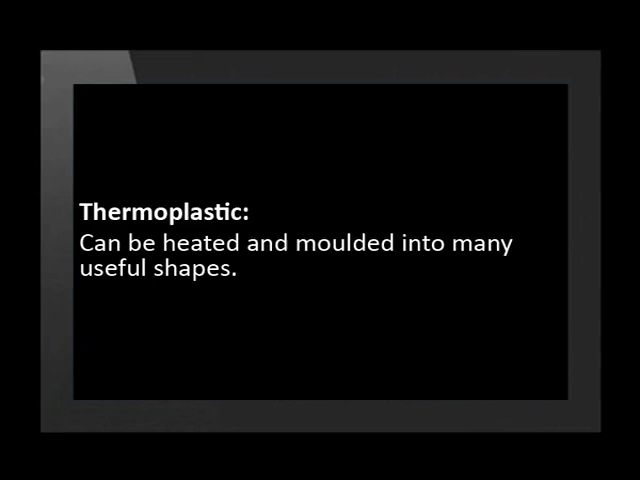 Thermoplastic:
Can be heated and moulded into many
useful shapes.